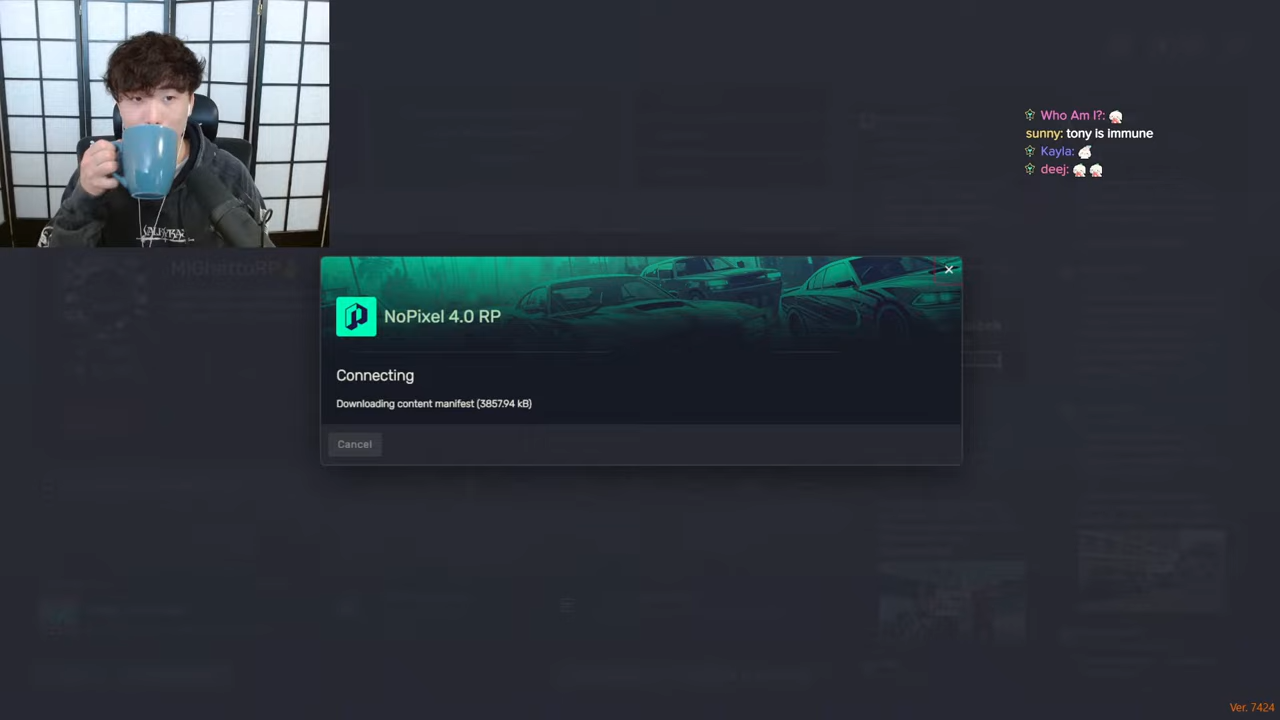 Who Am I?:
sunny: tony is immune
Kayla:
deej:
NoPixel 4.0 RP
Connecting
Downloading content manifest (3857.94 kB)
Cancel
Ver. 7424